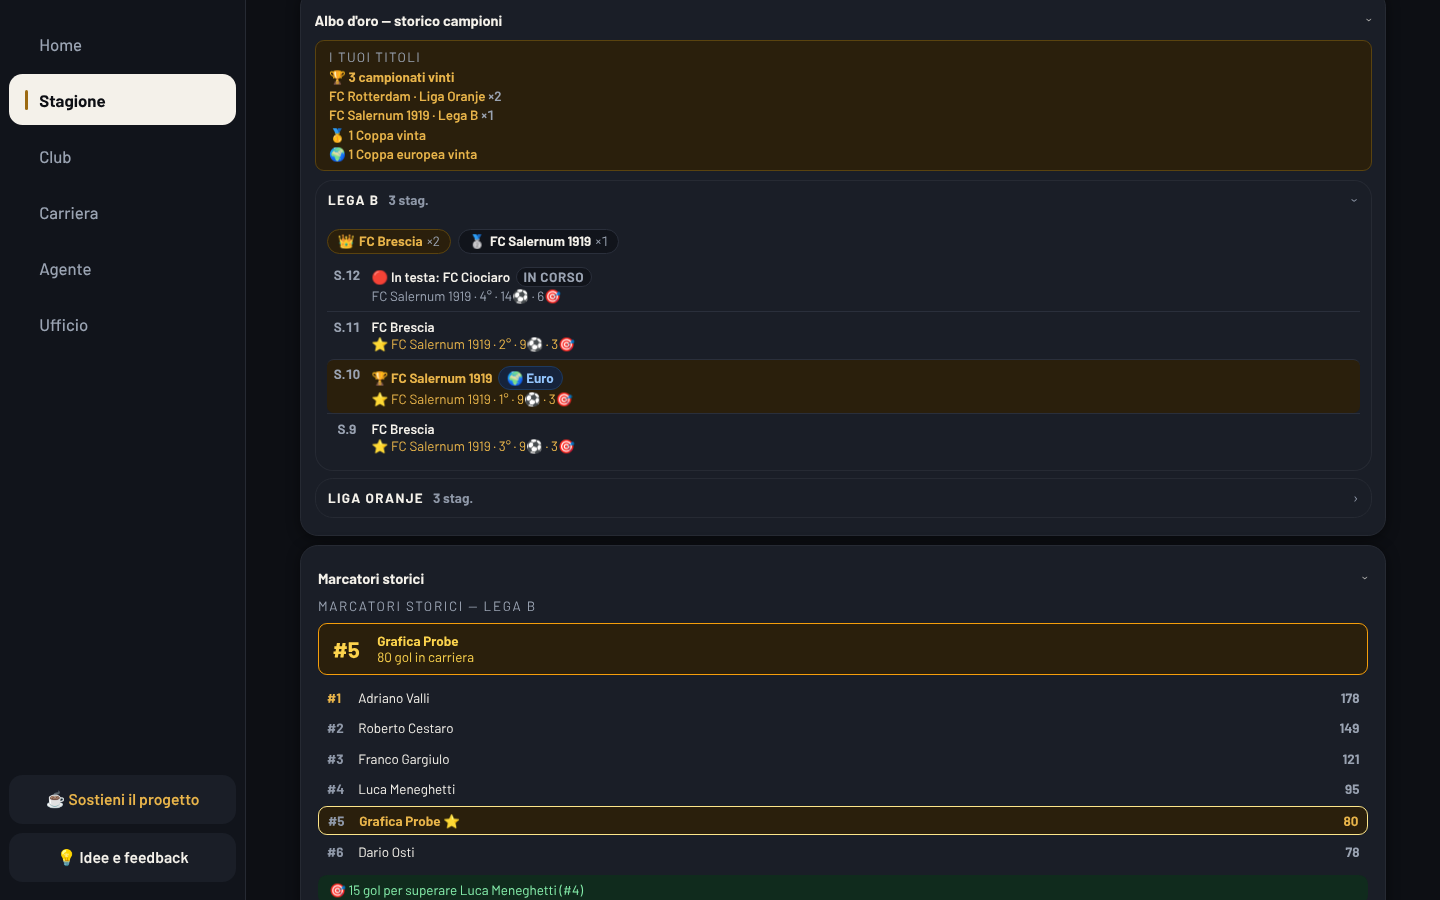 Home
Stagione
Club
Carriera
Agente
Ufficio
☕ Sostieni il progetto
💡 Idee e feedback
Albo d'oro — storico campioni
I TUOI TITOLI
🏆 3 campionati vinti
FC Rotterdam · Liga Oranje ×2
FC Salernum 1919 · Lega B ×1
🥇 1 Coppa vinta
🌍 1 Coppa europea vinta
LEGA B 3 stag.
👑 FC Brescia ×2 🥈 FC Salernum 1919 ×1
S.12 🔴 In testa: FC Ciociaro IN CORSO
FC Salernum 1919 · 4° · 14⚽ · 6🎯
S.11 FC Brescia
⭐ FC Salernum 1919 · 2° · 9⚽ · 3🎯
S.10 🏆 FC Salernum 1919 🌍 Euro
⭐ FC Salernum 1919 · 1° · 9⚽ · 3🎯
S.9 FC Brescia
⭐ FC Salernum 1919 · 3° · 9⚽ · 3🎯
LIGA ORANJE 3 stag.
Marcatori storici
MARCATORI STORICI — LEGA B
#5 Grafica Probe
80 gol in carriera
#1 Adriano Valli 178
#2 Roberto Cestaro 149
#3 Franco Gargiulo 121
#4 Luca Meneghetti 95
#5 Grafica Probe ⭐ 80
#6 Dario Osti 78
🎯 15 gol per superare Luca Meneghetti (#4)